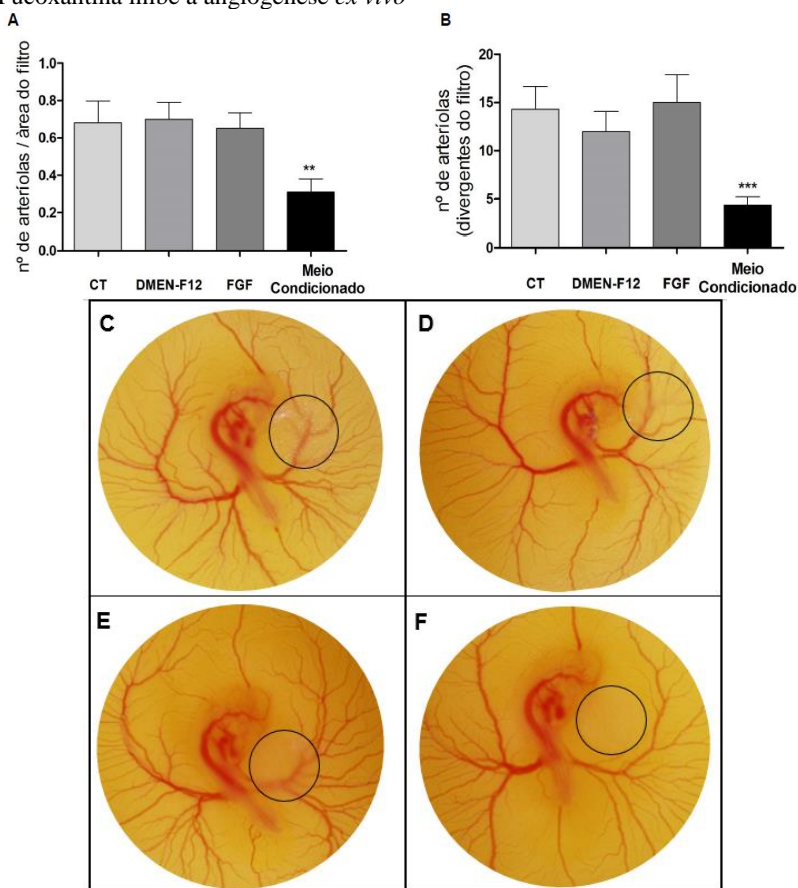 Fucoxantina inibe a angiogênese ex vivo
A
B
nº de arteríolas / àrea do filtro
1.0
0.8
0.6
0.4
0.2
0.0
**
CT DMEN-F12 FGF Meio Condicionado
nº de arteríolas
(divergentes do filtro)
20
15
10
5
0
***
CT DMEN-F12 FGF Meio Condicionado
C
D
E
F